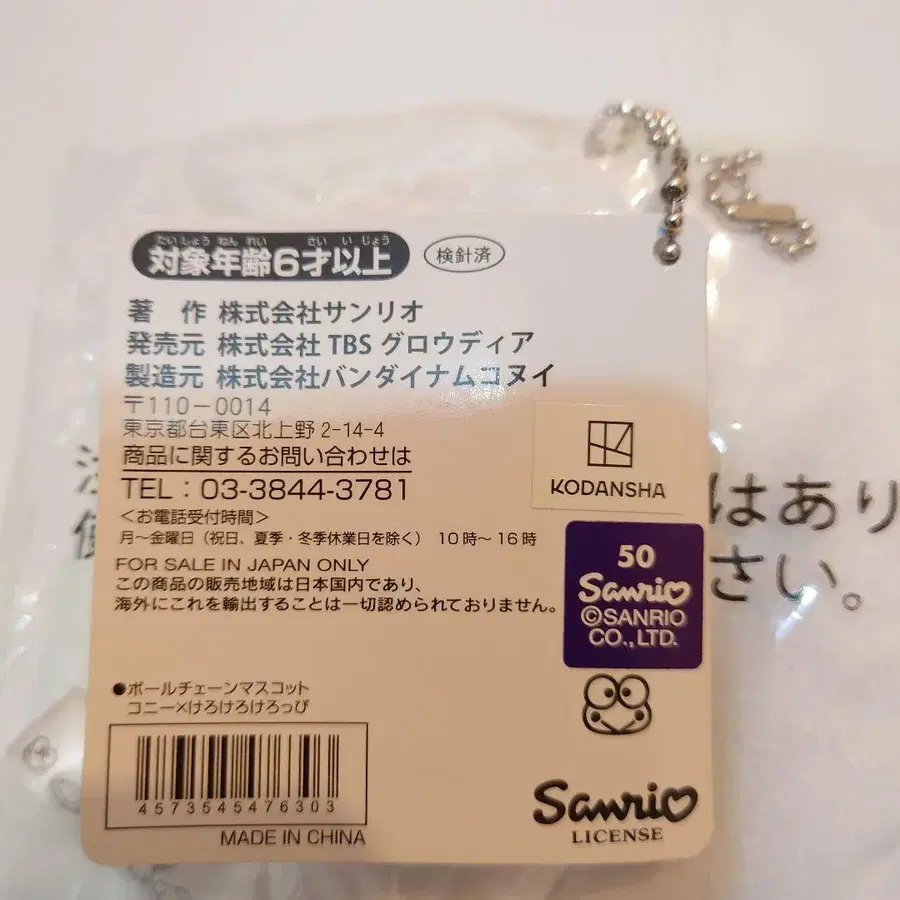 たいしょう ねん れい さい い じょう
対象年齢6才以上
検針済
著 作 株式会社サンリオ
発売元 株式会社 TBS グロウディア
製造元 株式会社バンダイナムコヌイ
〒110-0014
東京都台東区北上野 2-14-4
商品に関するお問い合わせは
TEL：03-3844-3781
＜お電話受付時間＞
月～金曜日（祝日、夏季・冬季休業日を除く） 10時～16時
FOR SALE IN JAPAN ONLY
この商品の販売地域は日本国内であり、
海外にこれを輸出することは一切認められておりません。
KODANSHA
50
Sanrio
©SANRIO
CO.,LTD.
●ボールチェーンマスコット
コニー×けろけろけろっぴ
4573545476303
MADE IN CHINA
Sanrio
LICENSE
はあり
さい。